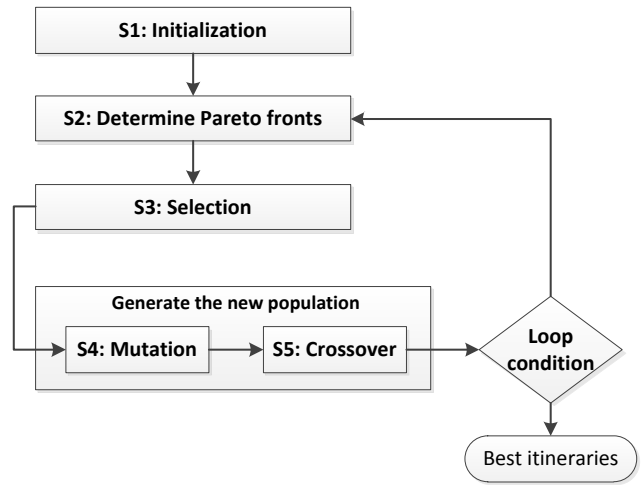 S1: Initialization
S2: Determine Pareto fronts
S3: Selection
Generate the new population
S4: Mutation
S5: Crossover
Loop
condition
Best itineraries